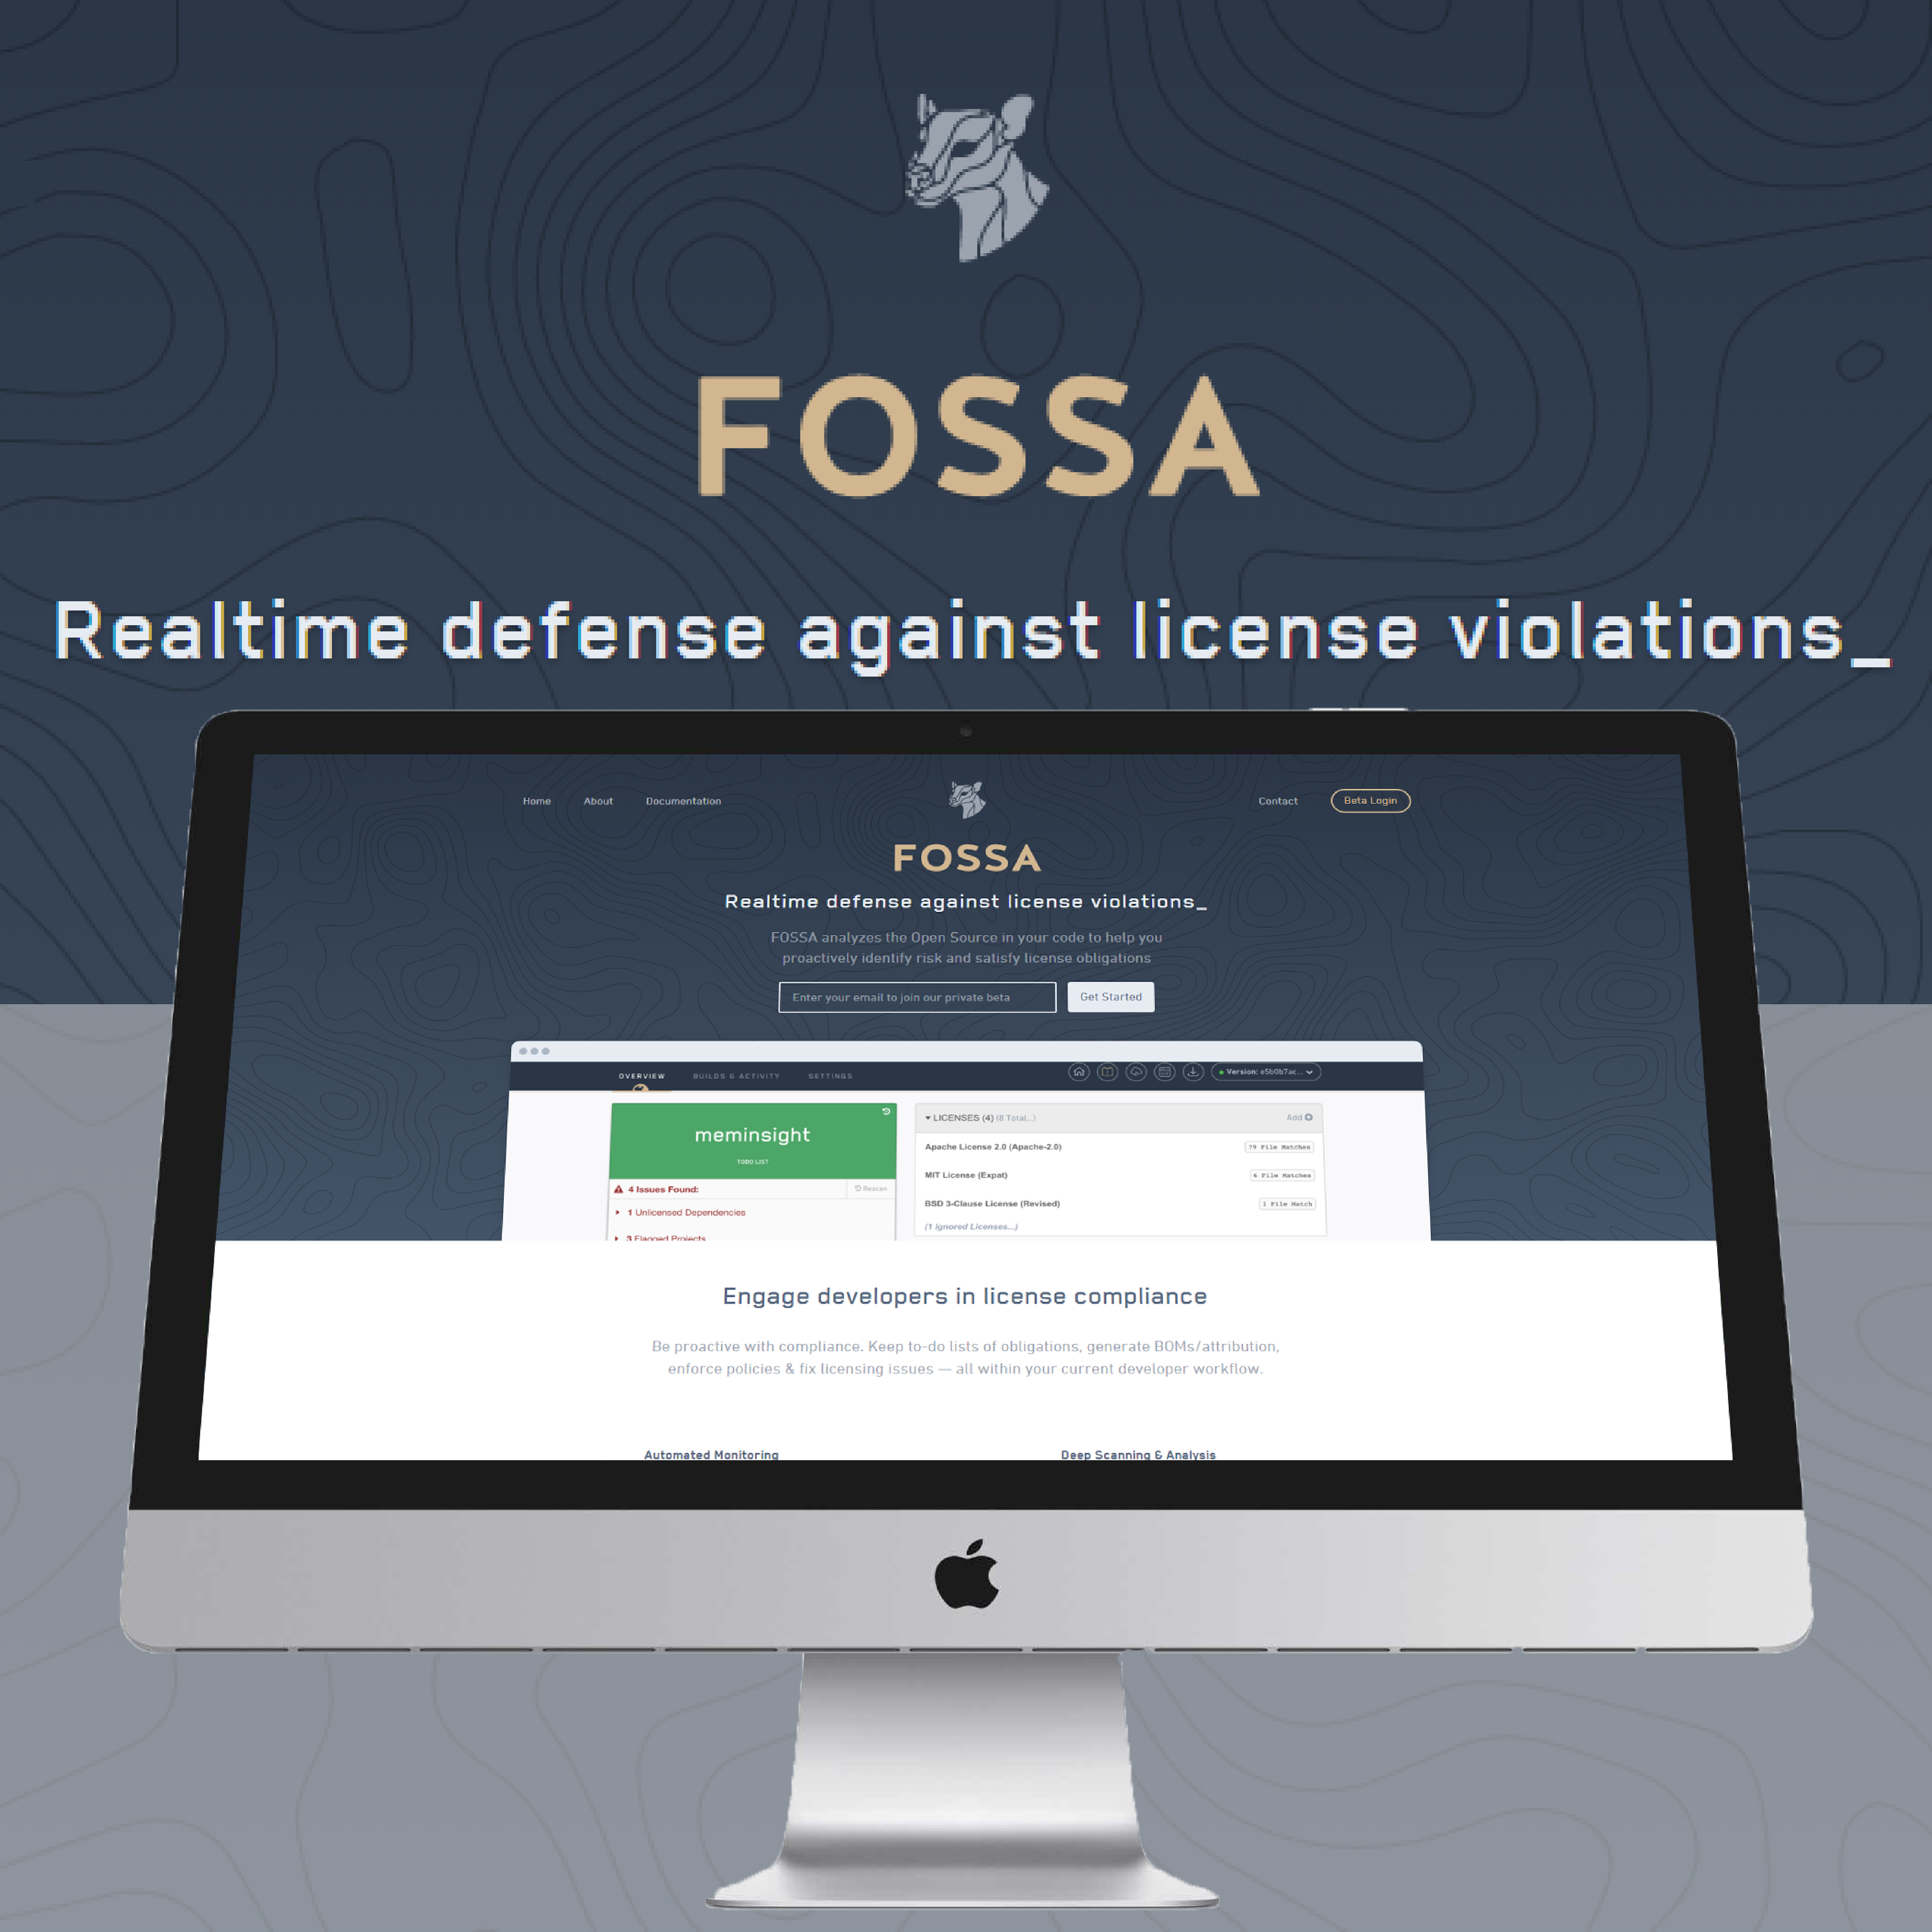 FOSSA
Realtime defense against license violations_
Home About Documentation Contact Beta Login
FOSSA
Realtime defense against license violations_
FOSSA analyzes the Open Source in your code to help you
proactively identify risk and satisfy license obligations
Enter your email to join our private beta Get Started
OVERVIEW BUILDS & ACTIVITY SETTINGS Version: e5b0b7ac...
meminsight
TODO LIST
4 Issues Found: Rescan
1 Unlicensed Dependencies
3 Flagged Projects
LICENSES (4) (8 Total...) Add
Apache License 2.0 (Apache-2.0) 79 File Matches
MIT License (Expat) 6 File Matches
BSD 3-Clause License (Revised) 1 File Match
(1 Ignored Licenses...)
Engage developers in license compliance
Be proactive with compliance. Keep to-do lists of obligations, generate BOMs/attribution,
enforce policies & fix licensing issues — all within your current developer workflow.
Automated Monitoring Deep Scanning & Analysis